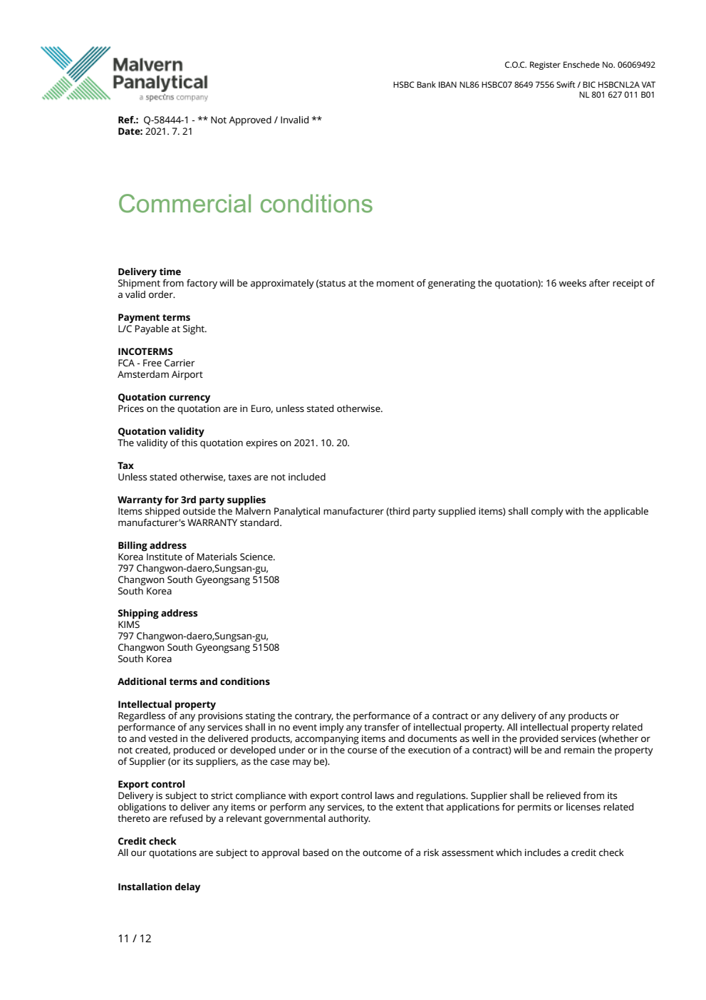 Malvern
Panalytical
a spectris company
C.O.C. Register Enschede No. 06069492
HSBC Bank IBAN NL86 HSBC07 8649 7556 Swift / BIC HSBCNL2A VAT
NL 801 627 011 B01
Ref.: Q-58444-1 - ** Not Approved / Invalid **
Date: 2021. 7. 21
Commercial conditions
Delivery time
Shipment from factory will be approximately (status at the moment of generating the quotation): 16 weeks after receipt of
a valid order.
Payment terms
L/C Payable at Sight.
INCOTERMS
FCA - Free Carrier
Amsterdam Airport
Quotation currency
Prices on the quotation are in Euro, unless stated otherwise.
Quotation validity
The validity of this quotation expires on 2021. 10. 20.
Tax
Unless stated otherwise, taxes are not included
Warranty for 3rd party supplies
Items shipped outside the Malvern Panalytical manufacturer (third party supplied items) shall comply with the applicable
manufacturer's WARRANTY standard.
Billing address
Korea Institute of Materials Science.
797 Changwon-daero,Sungsan-gu,
Changwon South Gyeongsang 51508
South Korea
Shipping address
KIMS
797 Changwon-daero,Sungsan-gu,
Changwon South Gyeongsang 51508
South Korea
Additional terms and conditions
Intellectual property
Regardless of any provisions stating the contrary, the performance of a contract or any delivery of any products or
performance of any services shall in no event imply any transfer of intellectual property. All intellectual property related
to and vested in the delivered products, accompanying items and documents as well in the provided services (whether or
not created, produced or developed under or in the course of the execution of a contract) will be and remain the property
of Supplier (or its suppliers, as the case may be).
Export control
Delivery is subject to strict compliance with export control laws and regulations. Supplier shall be relieved from its
obligations to deliver any items or perform any services, to the extent that applications for permits or licenses related
thereto are refused by a relevant governmental authority.
Credit check
All our quotations are subject to approval based on the outcome of a risk assessment which includes a credit check
Installation delay
11 / 12